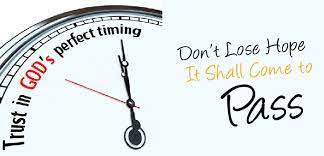 Trust in GOD's perfect timing
Don't Lose Hope
It Shall Come to
Pass